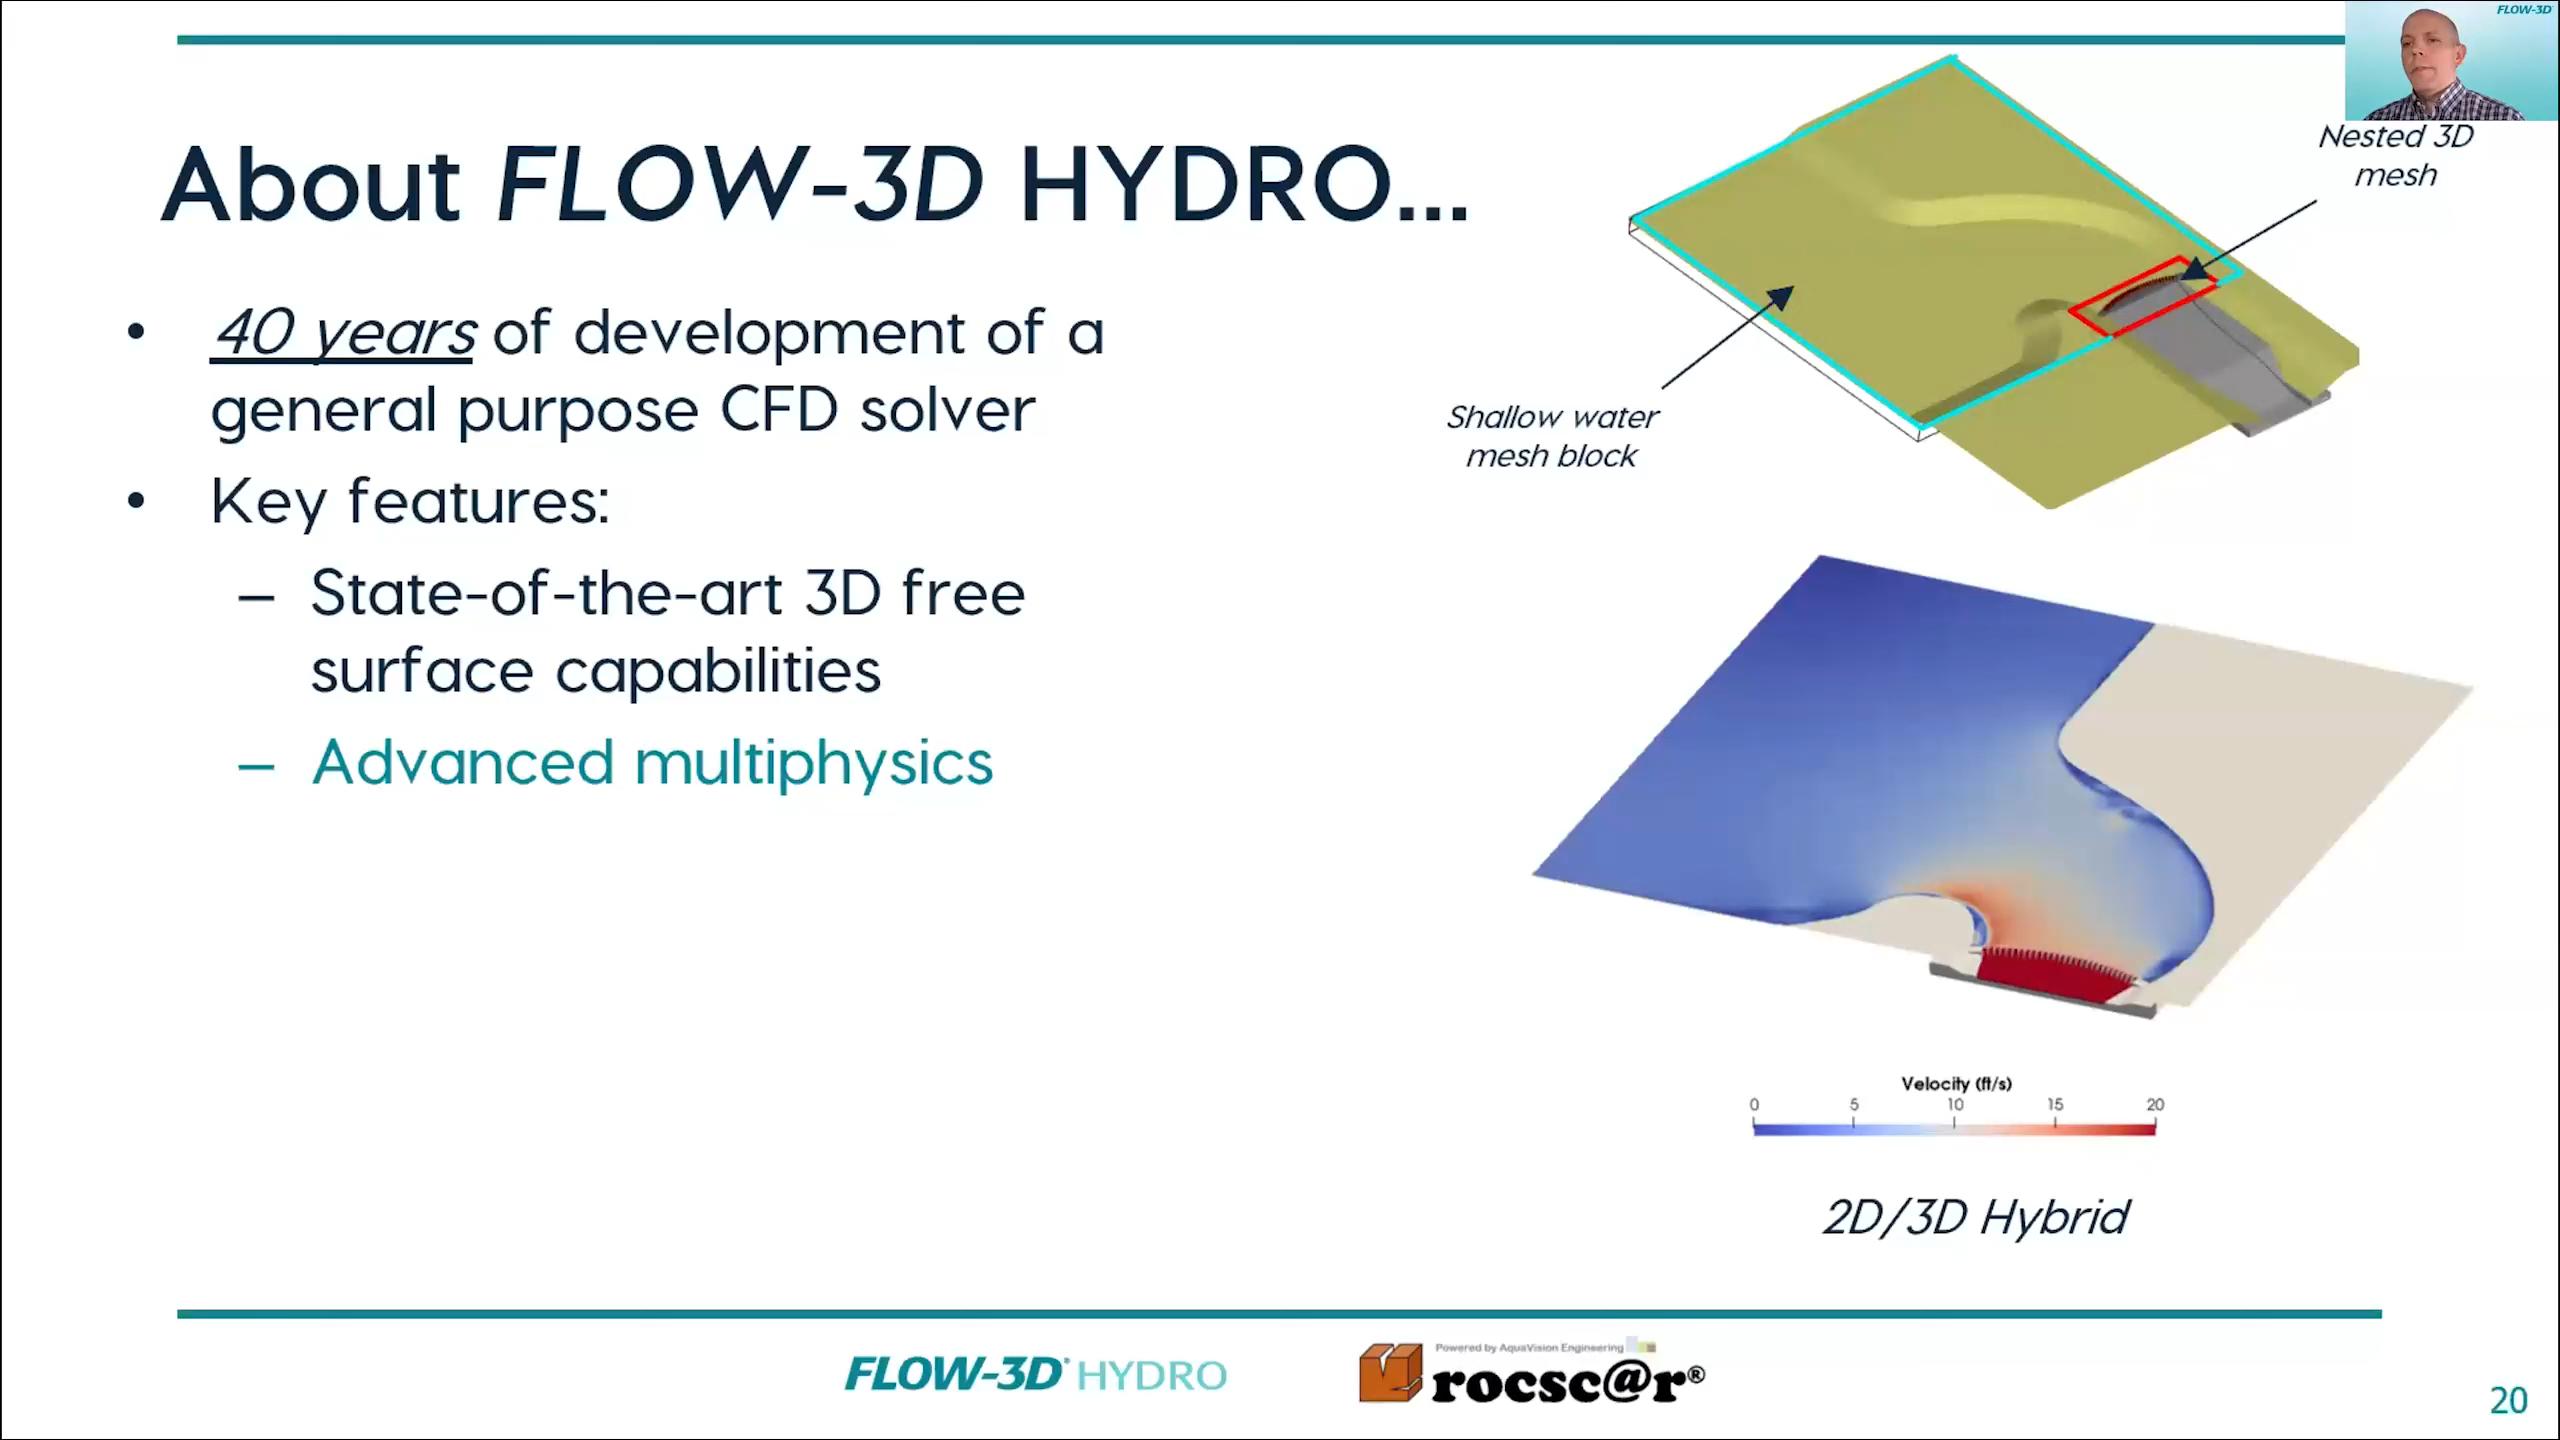 FLOW-3D
Nested 3D
mesh
About FLOW-3D HYDRO...
• 40 years of development of a
general purpose CFD solver
• Key features:
– State-of-the-art 3D free
surface capabilities
– Advanced multiphysics
Shallow water
mesh block
Velocity (ft/s)
0 5 10 15 20
2D/3D Hybrid
FLOW-3D® HYDRO
Powered by AquaVision Engineering
rocsc@r®
20